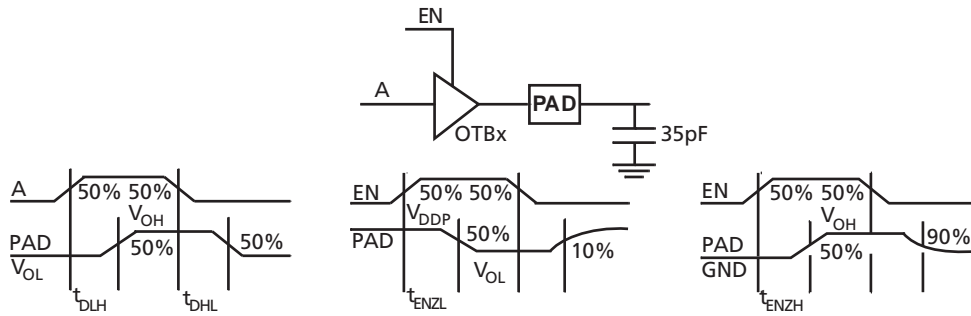 EN
A
PAD
OTBx
35pF
A
50% 50%
V_OH
PAD
50%
50%
V_OL
t_DLH
t_DHL
EN
50% 50%
V_DDP
PAD
50%
V_OL
10%
t_ENZL
EN
50% 50%
V_OH
PAD
50%
90%
GND
t_ENZH